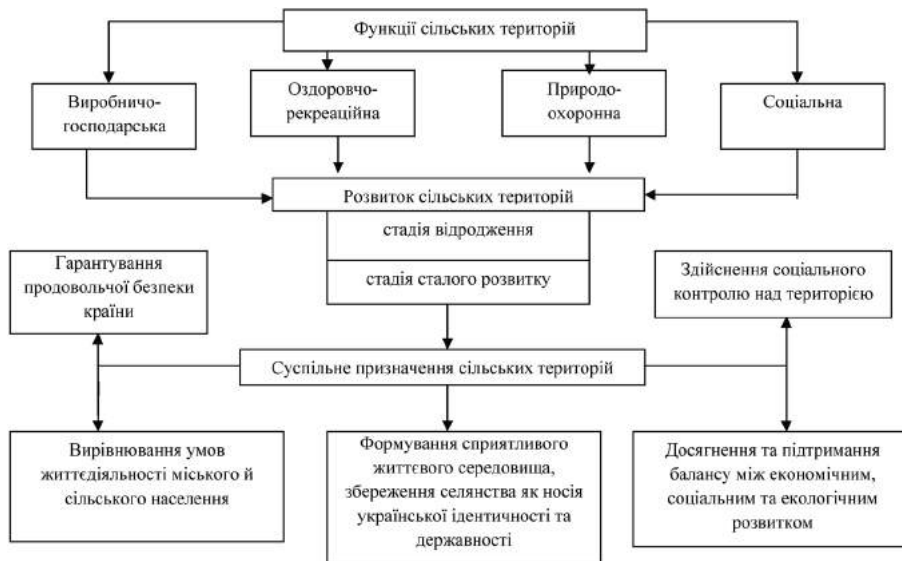 Функції сільських територій
Виробничо-
господарська
Оздоровчо-
рекреаційна
Природо-
охоронна
Соціальна
Розвиток сільських територій
стадія відродження
стадія сталого розвитку
Гарантування
продовольчої безпеки
країни
Здійснення соціального
контролю над територією
Суспільне призначення сільських територій
Вирівнювання умов
життєдіяльності міського й
сільського населення
Формування сприятливого
життєвого середовища,
збереження селянства як носія
української ідентичності та
державності
Досягнення та підтримання
балансу між економічним,
соціальним та екологічним
розвитком